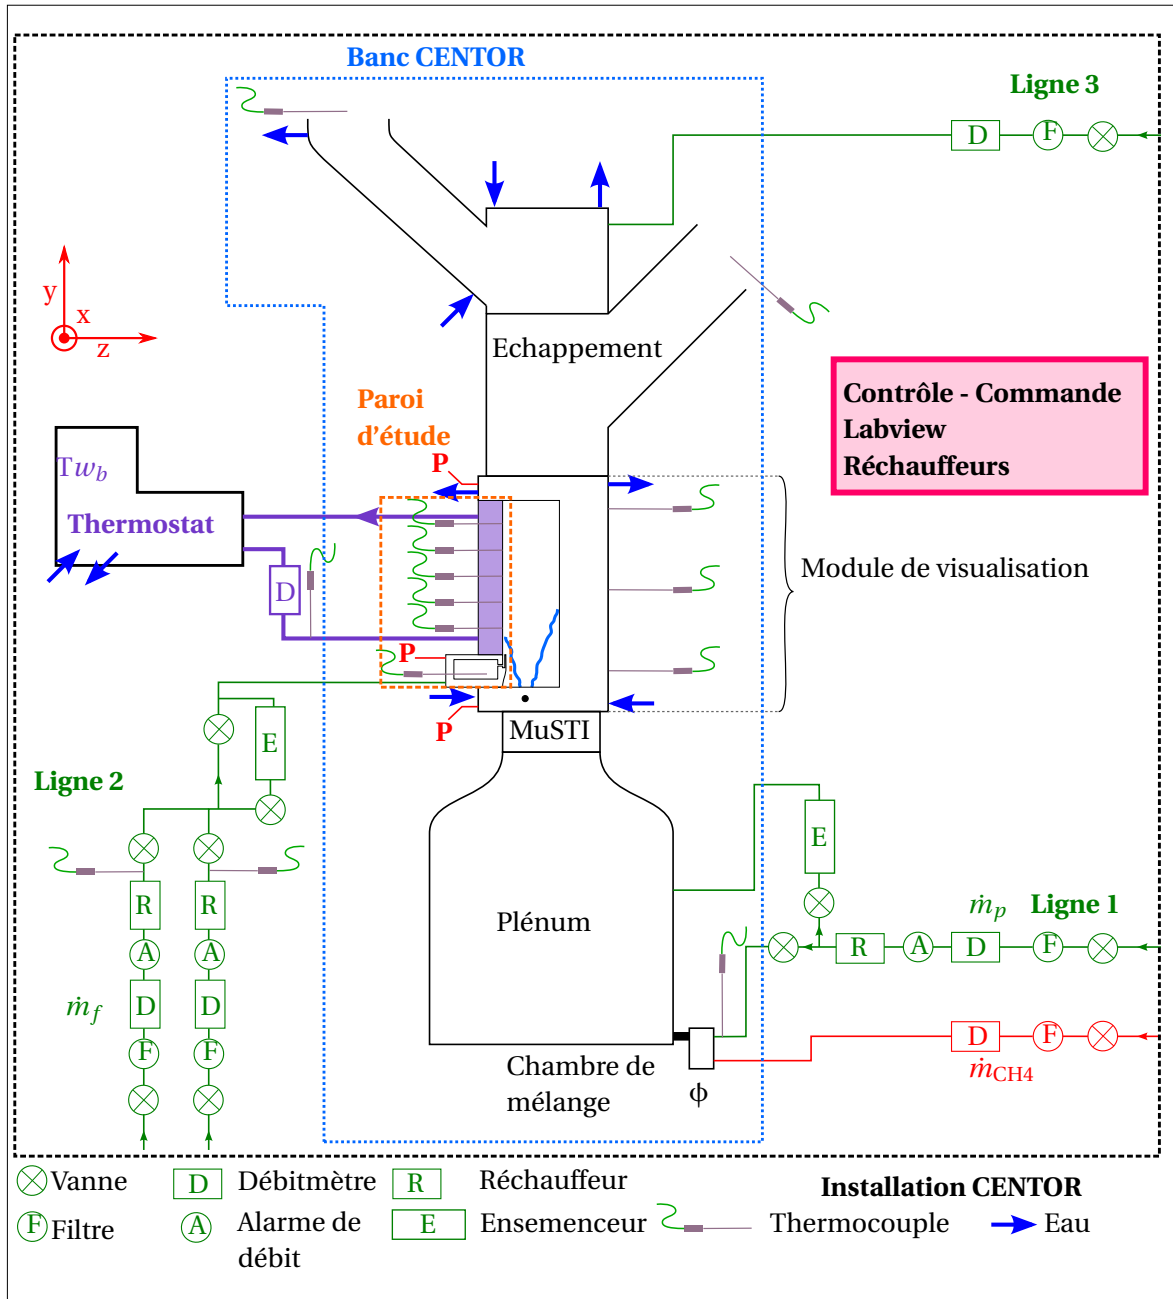 Banc CENTOR
Ligne 3
D
F
y
x
z
Echappement
Contrôle - Commande
Labview
Réchauffeurs
Paroi
d'étude
P
Tw_b
Thermostat
D
Module de visualisation
P
P
MuSTI
E
Ligne 2
E
R
R
A
A
ṁ_f
D
D
F
F
Plénum
ṁ_p
Ligne 1
R
A
D
F
D
F
ṁ_CH4
Chambre de
mélange
ϕ
Vanne
D
Débitmètre
R
Réchauffeur
Installation CENTOR
F
Filtre
A
Alarme de
débit
E
Ensemenceur
Thermocouple
Eau